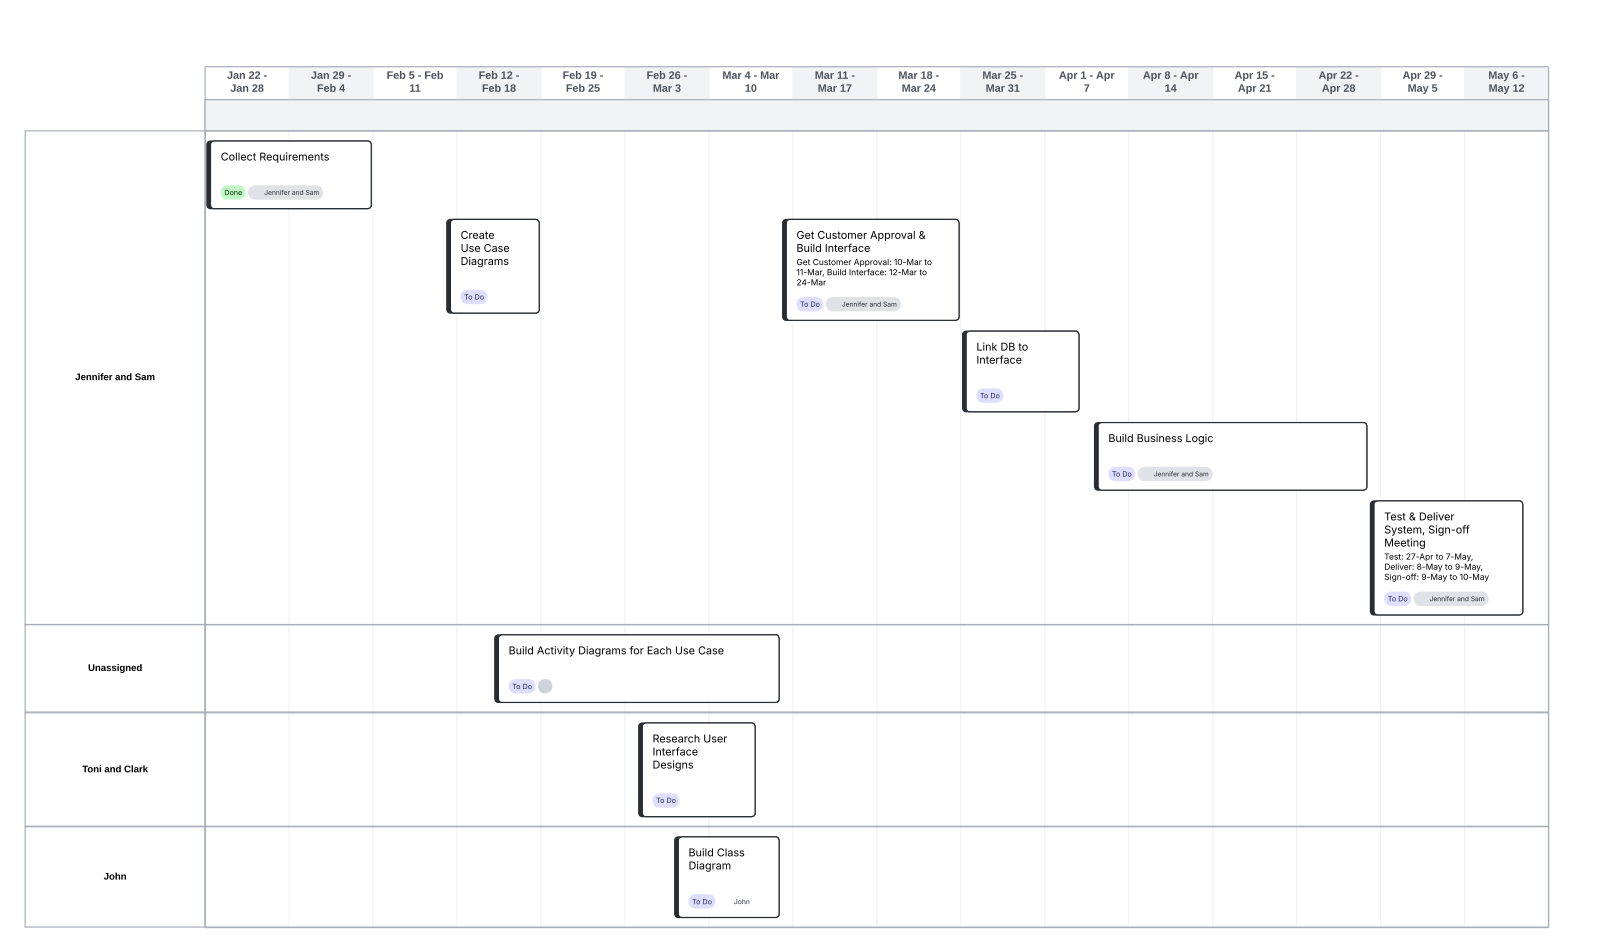 Jan 22 -
Jan 28
Jan 29 -
Feb 4
Feb 5 - Feb
11
Feb 12 -
Feb 18
Feb 19 -
Feb 25
Feb 26 -
Mar 3
Mar 4 - Mar
10
Mar 11 -
Mar 17
Mar 18 -
Mar 24
Mar 25 -
Mar 31
Apr 1 - Apr
7
Apr 8 - Apr
14
Apr 15 -
Apr 21
Apr 22 -
Apr 28
Apr 29 -
May 5
May 6 -
May 12
Jennifer and Sam
Collect Requirements
Done
Jennifer and Sam
Create
Use Case
Diagrams
To Do
Get Customer Approval &
Build Interface
Get Customer Approval: 10-Mar to
11-Mar, Build Interface: 12-Mar to
24-Mar
To Do
Jennifer and Sam
Link DB to
Interface
To Do
Build Business Logic
To Do
Jennifer and Sam
Test & Deliver
System, Sign-off
Meeting
Test: 27-Apr to 7-May,
Deliver: 8-May to 9-May,
Sign-off: 9-May to 10-May
To Do
Jennifer and Sam
Unassigned
Build Activity Diagrams for Each Use Case
To Do
Toni and Clark
Research User
Interface
Designs
To Do
John
Build Class
Diagram
To Do
John